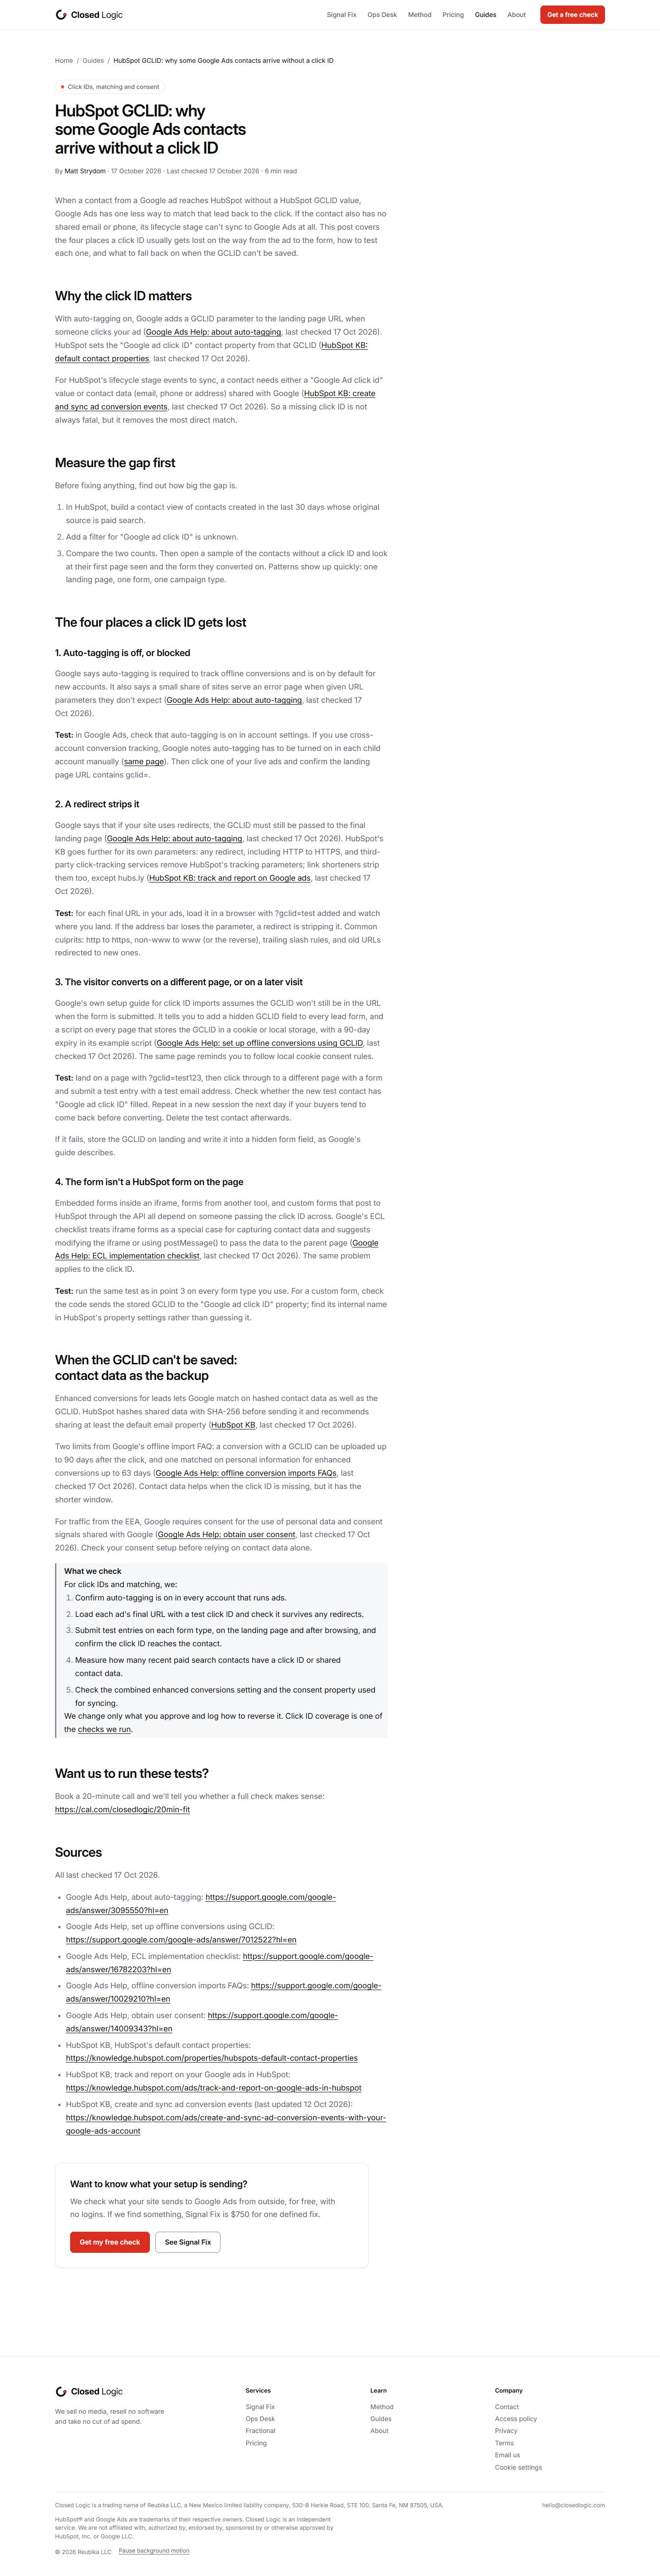 Closed Logic
Signal Fix
Ops Desk
Method
Pricing
Guides
About
Get a free check
Home / Guides / HubSpot GCLID: why some Google Ads contacts arrive without a click ID
Click IDs, matching and consent
HubSpot GCLID: why
some Google Ads contacts
arrive without a click ID
By Matt Strydom · 17 October 2026 · Last checked 17 October 2026 · 6 min read
When a contact from a Google ad reaches HubSpot without a HubSpot GCLID value,
Google Ads has one less way to match that lead back to the click. If the contact also has no
shared email or phone, its lifecycle stage can't sync to Google Ads at all. This post covers
the four places a click ID usually gets lost on the way from the ad to the form, how to test
each one, and what to fall back on when the GCLID can't be saved.
Why the click ID matters
With auto-tagging on, Google adds a GCLID parameter to the landing page URL when
someone clicks your ad (Google Ads Help: about auto-tagging, last checked 17 Oct 2026).
HubSpot sets the "Google ad click ID" contact property from that GCLID (HubSpot KB:
default contact properties, last checked 17 Oct 2026).
For HubSpot's lifecycle stage events to sync, a contact needs either a "Google Ad click id"
value or contact data (email, phone or address) shared with Google (HubSpot KB: create
and sync ad conversion events, last checked 17 Oct 2026). So a missing click ID is not
always fatal, but it removes the most direct match.
Measure the gap first
Before fixing anything, find out how big the gap is.
1. In HubSpot, build a contact view of contacts created in the last 30 days whose original
source is paid search.
2. Add a filter for "Google ad click ID" is unknown.
3. Compare the two counts. Then open a sample of the contacts without a click ID and look
at their first page seen and the form they converted on. Patterns show up quickly: one
landing page, one form, one campaign type.
The four places a click ID gets lost
1. Auto-tagging is off, or blocked
Google says auto-tagging is required to track offline conversions and is on by default for
new accounts. It also says a small share of sites serve an error page when given URL
parameters they don't expect (Google Ads Help: about auto-tagging, last checked 17
Oct 2026).
Test: in Google Ads, check that auto-tagging is on in account settings. If you use cross-
account conversion tracking, Google notes auto-tagging has to be turned on in each child
account manually (same page). Then click one of your live ads and confirm the landing
page URL contains gclid=.
2. A redirect strips it
Google says that if your site uses redirects, the GCLID must still be passed to the final
landing page (Google Ads Help: about auto-tagging, last checked 17 Oct 2026). HubSpot's
KB goes further for its own parameters: any redirect, including HTTP to HTTPS, and third-
party click-tracking services remove HubSpot's tracking parameters; link shorteners strip
them too, except hubs.ly (HubSpot KB: track and report on Google ads, last checked 17
Oct 2026).
Test: for each final URL in your ads, load it in a browser with ?gclid=test added and watch
where you land. If the address bar loses the parameter, a redirect is stripping it. Common
culprits: http to https, non-www to www (or the reverse), trailing slash rules, and old URLs
redirected to new ones.
3. The visitor converts on a different page, or on a later visit
Google's own setup guide for click ID imports assumes the GCLID won't still be in the URL
when the form is submitted. It tells you to add a hidden GCLID field to every lead form, and
a script on every page that stores the GCLID in a cookie or local storage, with a 90-day
expiry in its example script (Google Ads Help: set up offline conversions using GCLID, last
checked 17 Oct 2026). The same page reminds you to follow local cookie consent rules.
Test: land on a page with ?gclid=test123, then click through to a different page with a form
and submit a test entry with a test email address. Check whether the new test contact has
"Google ad click ID" filled. Repeat in a new session the next day if your buyers tend to
come back before converting. Delete the test contact afterwards.
If it fails, store the GCLID on landing and write it into a hidden form field, as Google's
guide describes.
4. The form isn't a HubSpot form on the page
Embedded forms inside an iframe, forms from another tool, and custom forms that post to
HubSpot through the API all depend on someone passing the click ID across. Google's ECL
checklist treats iframe forms as a special case for capturing contact data and suggests
modifying the iframe or using postMessage() to pass the data to the parent page (Google
Ads Help: ECL implementation checklist, last checked 17 Oct 2026). The same problem
applies to the click ID.
Test: run the same test as in point 3 on every form type you use. For a custom form, check
the code sends the stored GCLID to the "Google ad click ID" property; find its internal name
in HubSpot's property settings rather than guessing it.
When the GCLID can't be saved:
contact data as the backup
Enhanced conversions for leads lets Google match on hashed contact data as well as the
GCLID. HubSpot hashes shared data with SHA-256 before sending it and recommends
sharing at least the default email property (HubSpot KB, last checked 17 Oct 2026).
Two limits from Google's offline import FAQ: a conversion with a GCLID can be uploaded up
to 90 days after the click, and one matched on personal information for enhanced
conversions up to 63 days (Google Ads Help: offline conversion imports FAQs, last
checked 17 Oct 2026). Contact data helps when the click ID is missing, but it has the
shorter window.
For traffic from the EEA, Google requires consent for the use of personal data and consent
signals shared with Google (Google Ads Help: obtain user consent, last checked 17 Oct
2026). Check your consent setup before relying on contact data alone.
What we check
For click IDs and matching, we:
1. Confirm auto-tagging is on in every account that runs ads.
2. Load each ad's final URL with a test click ID and check it survives any redirects.
3. Submit test entries on each form type, on the landing page and after browsing, and
confirm the click ID reaches the contact.
4. Measure how many recent paid search contacts have a click ID or shared
contact data.
5. Check the combined enhanced conversions setting and the consent property used
for syncing.
We change only what you approve and log how to reverse it. Click ID coverage is one of
the checks we run.
Want us to run these tests?
Book a 20-minute call and we'll tell you whether a full check makes sense:
https://cal.com/closedlogic/20min-fit
Sources
All last checked 17 Oct 2026.
• Google Ads Help, about auto-tagging: https://support.google.com/google-
ads/answer/3095550?hl=en
• Google Ads Help, set up offline conversions using GCLID:
https://support.google.com/google-ads/answer/7012522?hl=en
• Google Ads Help, ECL implementation checklist: https://support.google.com/google-
ads/answer/16782203?hl=en
• Google Ads Help, offline conversion imports FAQs: https://support.google.com/google-
ads/answer/10029210?hl=en
• Google Ads Help, obtain user consent: https://support.google.com/google-
ads/answer/14009343?hl=en
• HubSpot KB, HubSpot's default contact properties:
https://knowledge.hubspot.com/properties/hubspots-default-contact-properties
• HubSpot KB, track and report on your Google ads in HubSpot:
https://knowledge.hubspot.com/ads/track-and-report-on-google-ads-in-hubspot
• HubSpot KB, create and sync ad conversion events (last updated 12 Oct 2026):
https://knowledge.hubspot.com/ads/create-and-sync-ad-conversion-events-with-your-
google-ads-account
Want to know what your setup is sending?
We check what your site sends to Google Ads from outside, for free, with
no logins. If we find something, Signal Fix is $750 for one defined fix.
Get my free check
See Signal Fix
Closed Logic
We sell no media, resell no software
and take no cut of ad spend.
Services
Signal Fix
Ops Desk
Fractional
Pricing
Learn
Method
Guides
About
Company
Contact
Access policy
Privacy
Terms
Email us
Cookie settings
Closed Logic is a trading name of Reubika LLC, a New Mexico limited liability company, 530-B Harkle Road, STE 100, Santa Fe, NM 87505, USA.
hello@closedlogic.com
HubSpot® and Google Ads are trademarks of their respective owners. Closed Logic is an independent
service. We are not affiliated with, authorized by, endorsed by, sponsored by or otherwise approved by
HubSpot, Inc. or Google LLC.
© 2026 Reubika LLC
Pause background motion